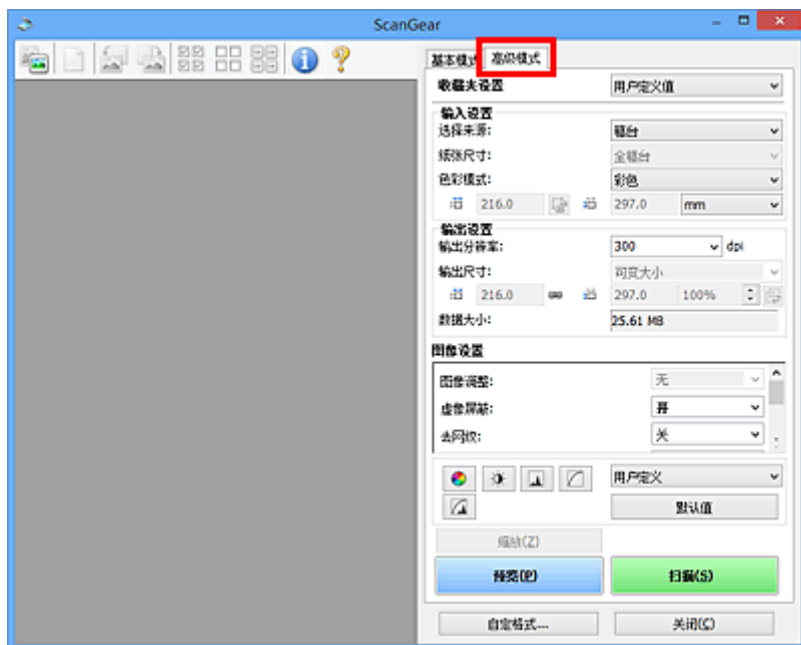 ScanGear
基本模式 高级模式
收藏夹设置 用户定义值
输入设置
选择来源: 稿台
纸张尺寸: 全稿台
色彩模式: 彩色
216.0 297.0 mm
输出设置
输出分辨率: 300 dpi
输出尺寸: 可变大小
216.0 297.0 100%
数据大小: 25.61 MB
图像设置
图像调整: 无
虚像屏蔽: 开
去网纹: 关
用户定义
默认值
缩放(Z)
预览(P) 扫描(S)
自定格式... 关闭(C)